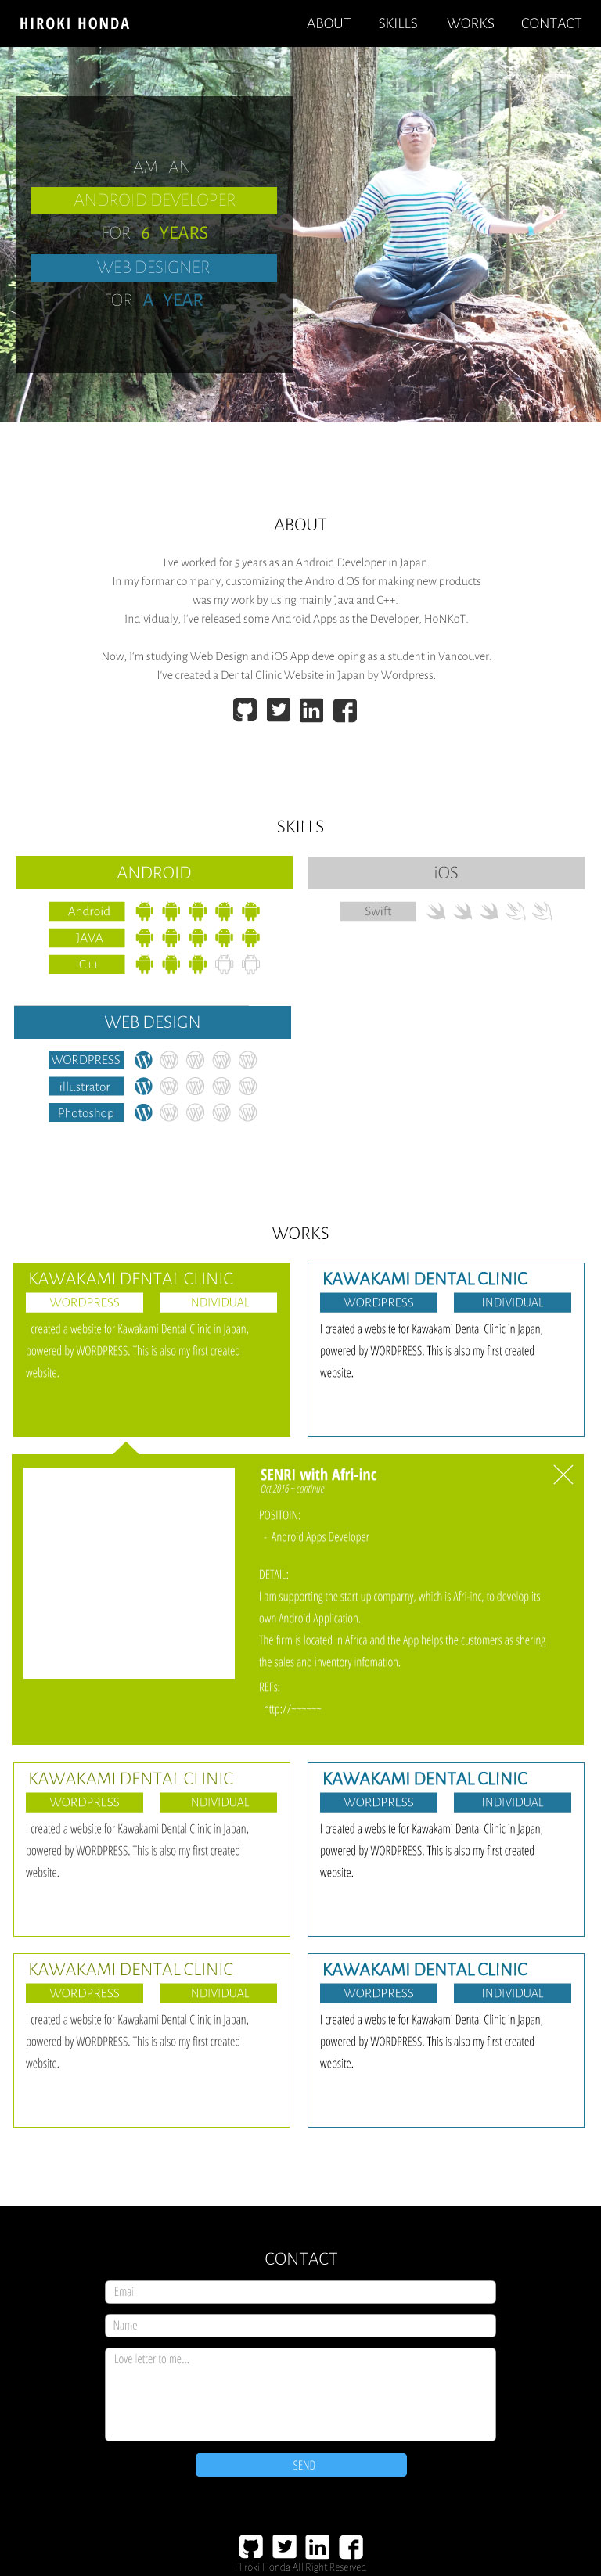 HIROKI HONDA
ABOUT SKILLS WORKS CONTACT
I AM AN
ANDROID DEVELOPER
FOR 6 YEARS
WEB DESIGNER
FOR A YEAR
ABOUT
I've worked for 5 years as an Android Developer in Japan.
In my formar company, customizing the Android OS for making new products
was my work by using mainly Java and C++.
Individualy, I've released some Android Apps as the Developer, HoNKoT.
Now, I'm studying Web Design and iOS App developing as a student in Vancouver.
I've created a Dental Clinic Website in Japan by Wordpress.
SKILLS
ANDROID
Android
JAVA
C++
iOS
Swift
WEB DESIGN
WORDPRESS
illustrator
Photoshop
WORKS
KAWAKAMI DENTAL CLINIC
WORDPRESS INDIVIDUAL
I created a website for Kawakami Dental Clinic in Japan,
powered by WORDPRESS. This is also my first created
website.
KAWAKAMI DENTAL CLINIC
WORDPRESS INDIVIDUAL
I created a website for Kawakami Dental Clinic in Japan,
powered by WORDPRESS. This is also my first created
website.
SENRI with Afri-inc
Oct 2016 ~ continue
POSITOIN:
- Android Apps Developer
DETAIL:
I am supporting the start up comparny, which is Afri-inc, to develop its
own Android Application.
The firm is located in Africa and the App helps the customers as shering
the sales and inventory infomation.
REFs:
http://~~~~~~
KAWAKAMI DENTAL CLINIC
WORDPRESS INDIVIDUAL
I created a website for Kawakami Dental Clinic in Japan,
powered by WORDPRESS. This is also my first created
website.
KAWAKAMI DENTAL CLINIC
WORDPRESS INDIVIDUAL
I created a website for Kawakami Dental Clinic in Japan,
powered by WORDPRESS. This is also my first created
website.
KAWAKAMI DENTAL CLINIC
WORDPRESS INDIVIDUAL
I created a website for Kawakami Dental Clinic in Japan,
powered by WORDPRESS. This is also my first created
website.
KAWAKAMI DENTAL CLINIC
WORDPRESS INDIVIDUAL
I created a website for Kawakami Dental Clinic in Japan,
powered by WORDPRESS. This is also my first created
website.
CONTACT
Email
Name
Love letter to me...
SEND
Hiroki Honda All Right Reserved